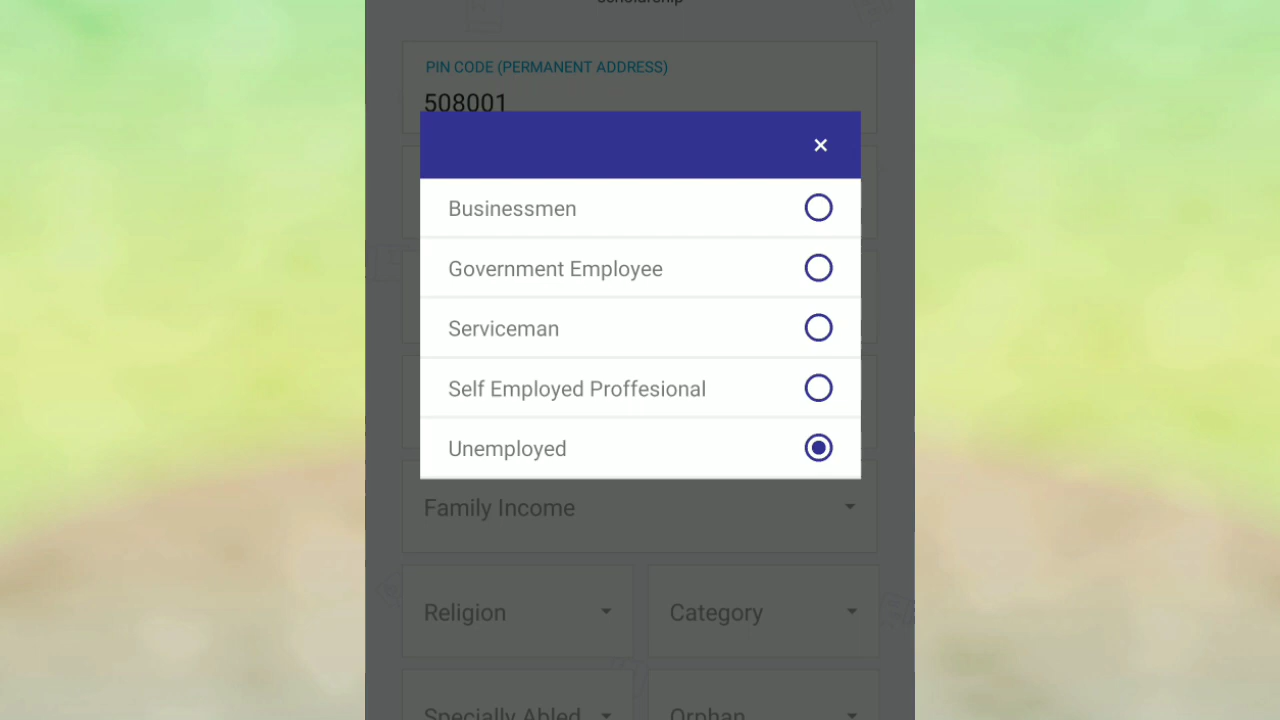 scholarship
PIN CODE (PERMANENT ADDRESS)
508001
×
Businessmen
Government Employee
Serviceman
Self Employed Proffesional
Unemployed
Family Income
Religion
Category
Specially Abled
Orphan